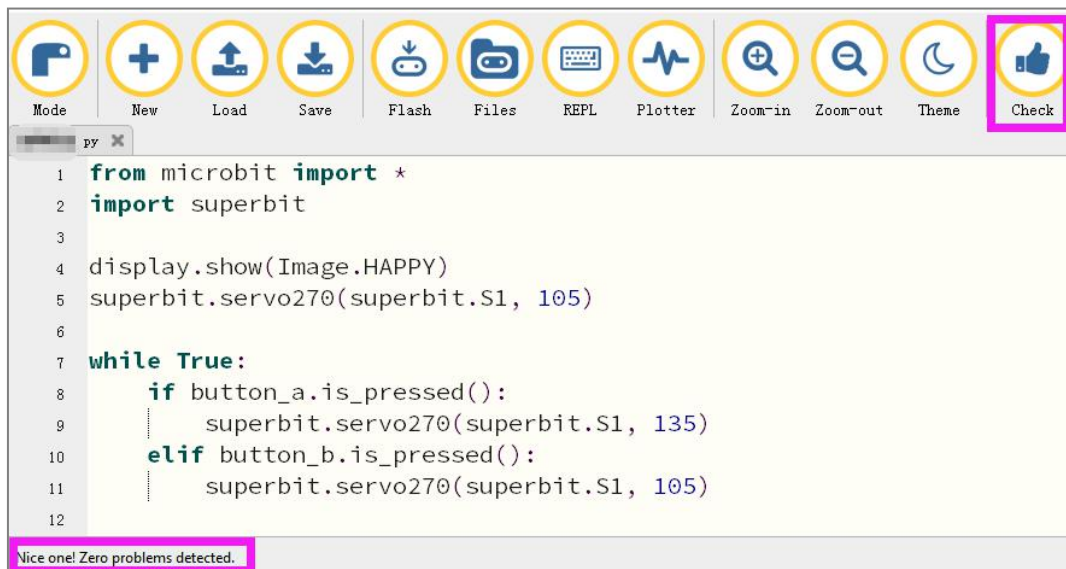 Mode New Load Save Flash Files REPL Plotter Zoom-in Zoom-out Theme Check
py
1 from microbit import *
2 import superbit
3
4 display.show(Image.HAPPY)
5 superbit.servo270(superbit.S1, 105)
6
7 while True:
8 if button_a.is_pressed():
9 superbit.servo270(superbit.S1, 135)
10 elif button_b.is_pressed():
11 superbit.servo270(superbit.S1, 105)
12
Nice one! Zero problems detected.